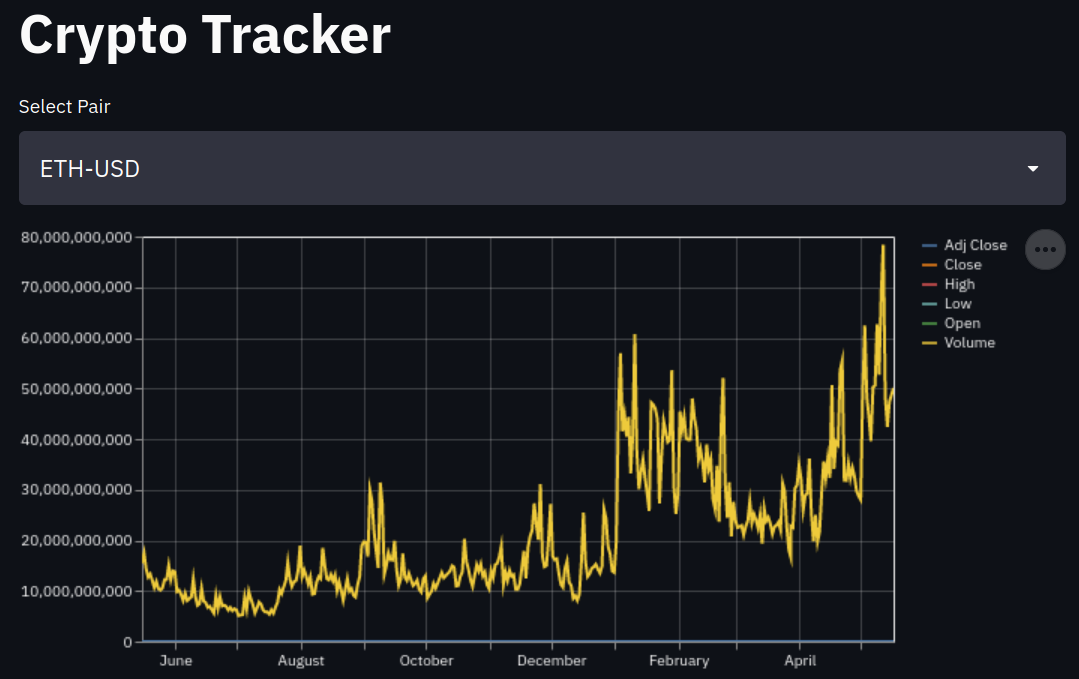 Crypto Tracker
Select Pair
ETH-USD
80,000,000,000
70,000,000,000
60,000,000,000
50,000,000,000
40,000,000,000
30,000,000,000
20,000,000,000
10,000,000,000
0
June August October December February April
Adj Close
Close
High
Low
Open
Volume